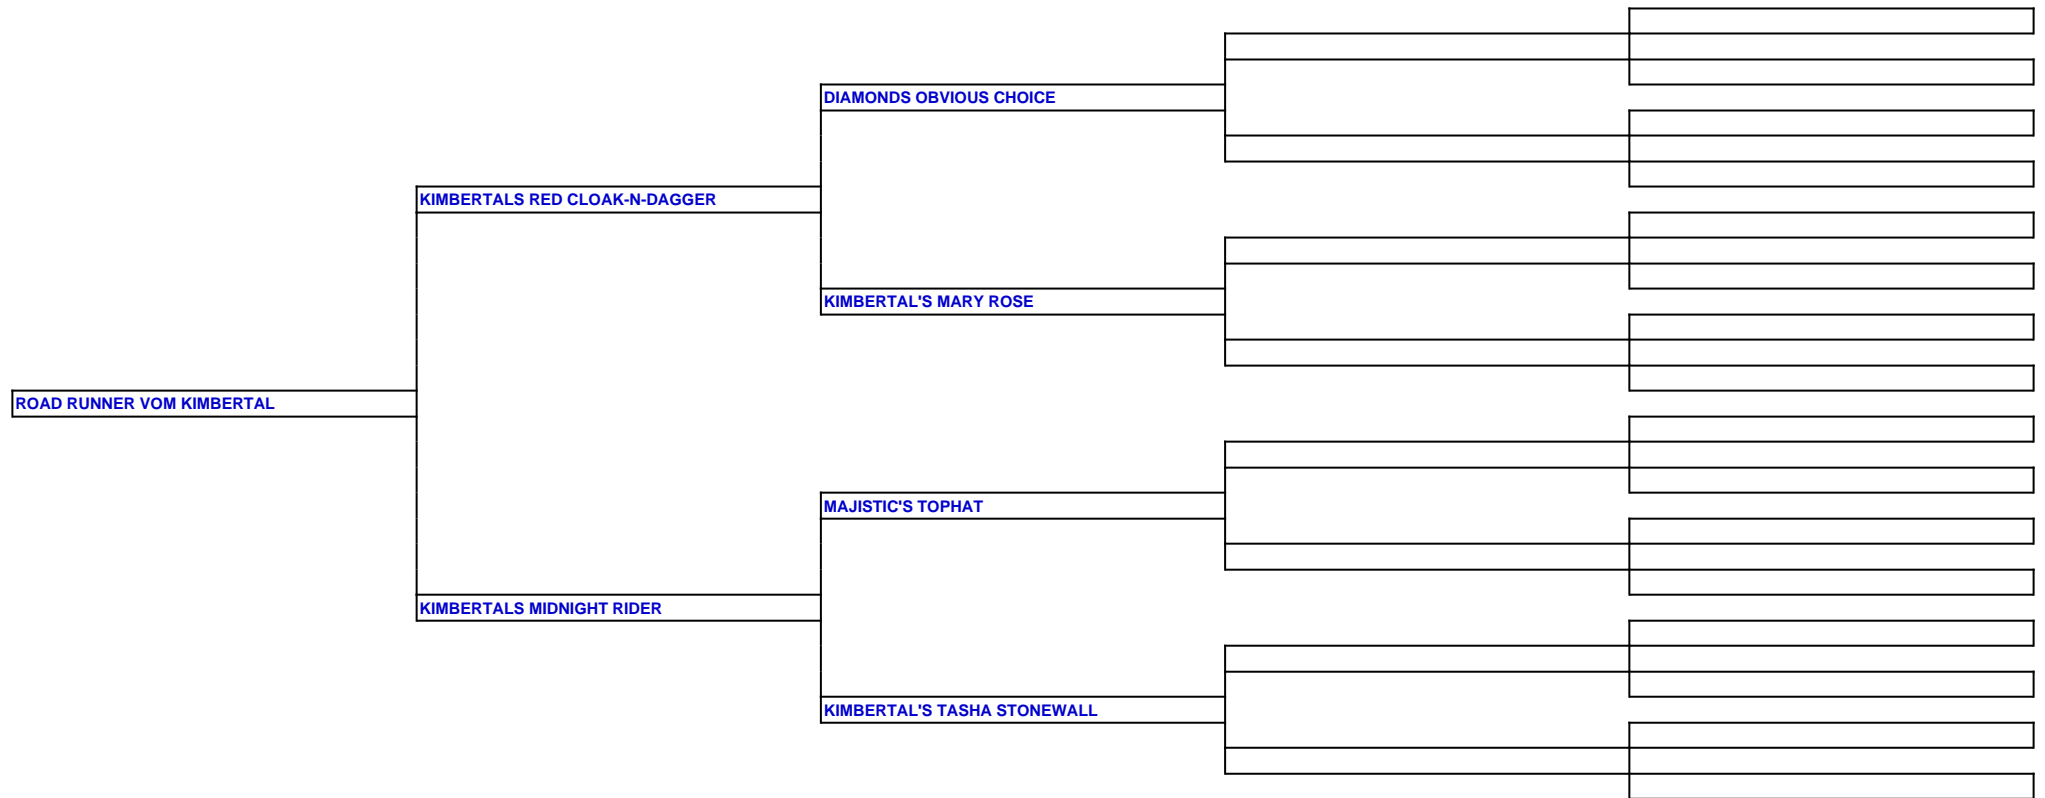 DIAMONDS OBVIOUS CHOICE
KIMBERTALS RED CLOAK-N-DAGGER
KIMBERTAL'S MARY ROSE
ROAD RUNNER VOM KIMBERTAL
MAJISTIC'S TOPHAT
KIMBERTALS MIDNIGHT RIDER
KIMBERTAL'S TASHA STONEWALL